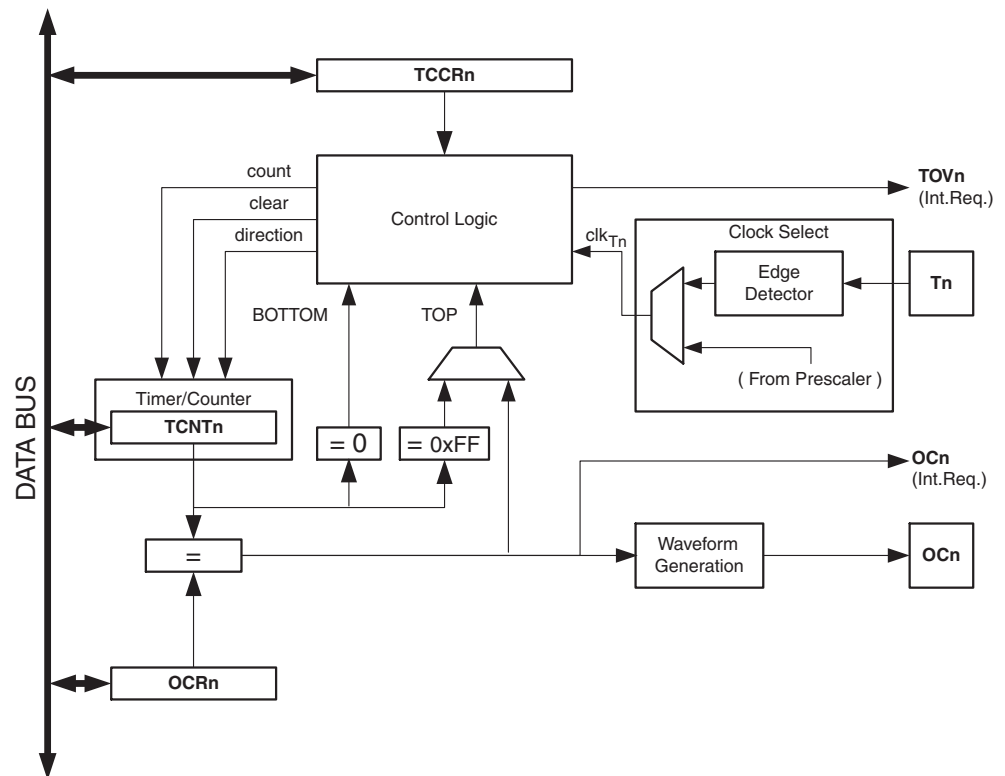 TCCRn
count
clear
direction
Control Logic
TOVn
(Int.Req.)
clkTn
Clock Select
Edge
Detector
Tn
( From Prescaler )
BOTTOM
TOP
Timer/Counter
TCNTn
= 0
= 0xFF
OCn
(Int.Req.)
=
Waveform
Generation
OCn
OCRn
DATA BUS